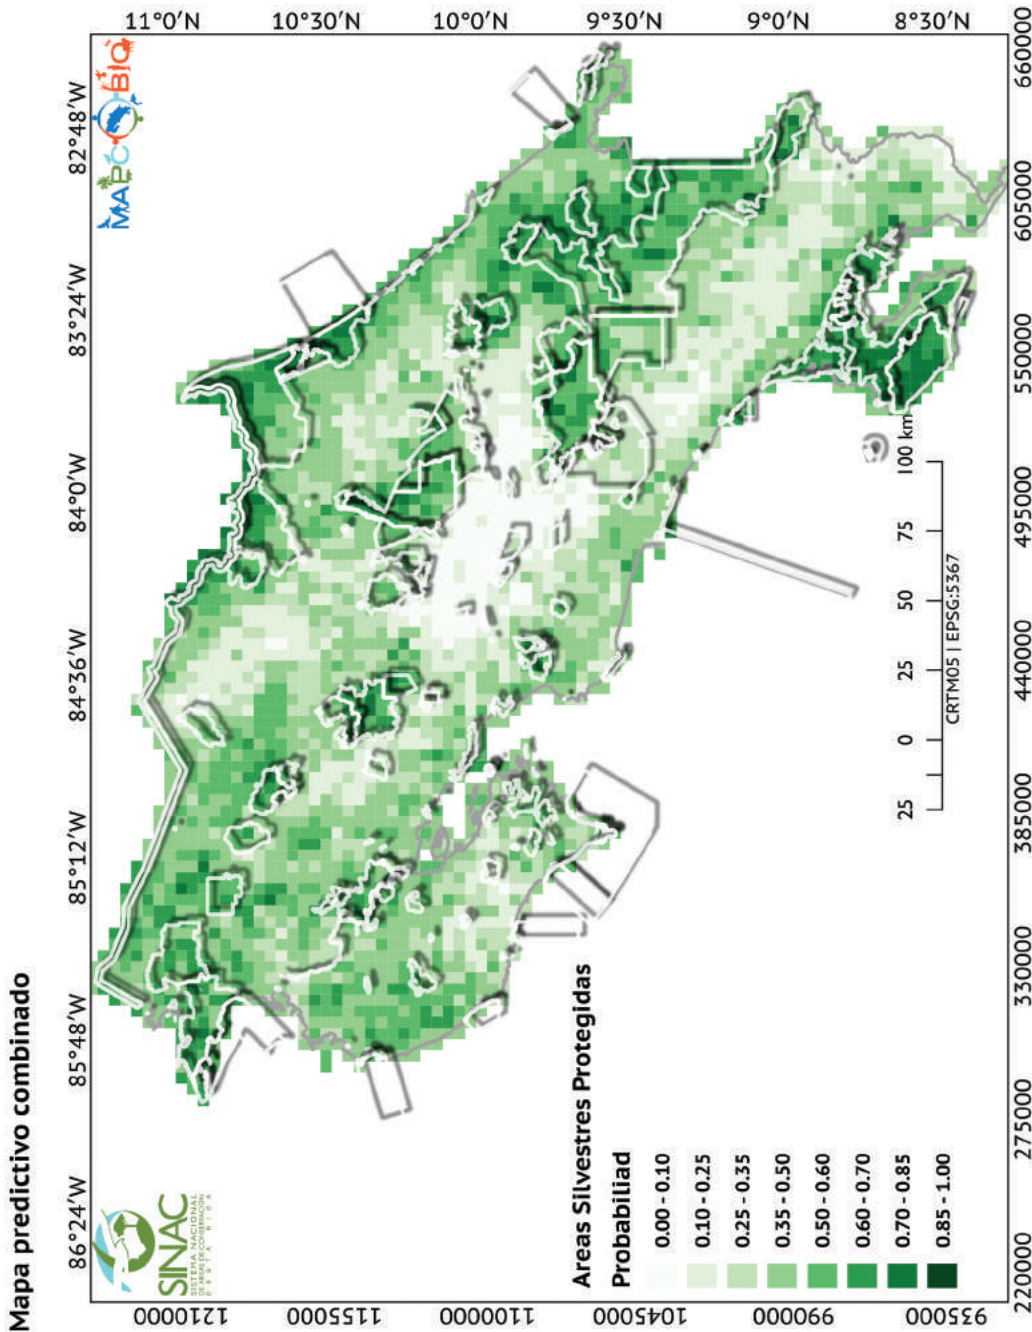 Mapa predictivo combinado
86°24'W
85°48'W
85°12'W
84°36'W
84°0'W
83°24'W
82°48'W
SINAC
SISTEMA NACIONAL
DE ÁREAS DE CONSERVACIÓN
COSTA RICA
MAPCOBIO
11°0'N
10°30'N
10°0'N
9°30'N
9°0'N
8°30'N
1210000
1155000
1100000
1045000
990000
935000
Areas Silvestres Protegidas
Probabiliad
0.00 - 0.10
0.10 - 0.25
0.25 - 0.35
0.35 - 0.50
0.50 - 0.60
0.60 - 0.70
0.70 - 0.85
0.85 - 1.00
25 0 25 50 75 100 km
CRTM05 | EPSG:5367
220000
275000
330000
385000
440000
495000
550000
605000
660000